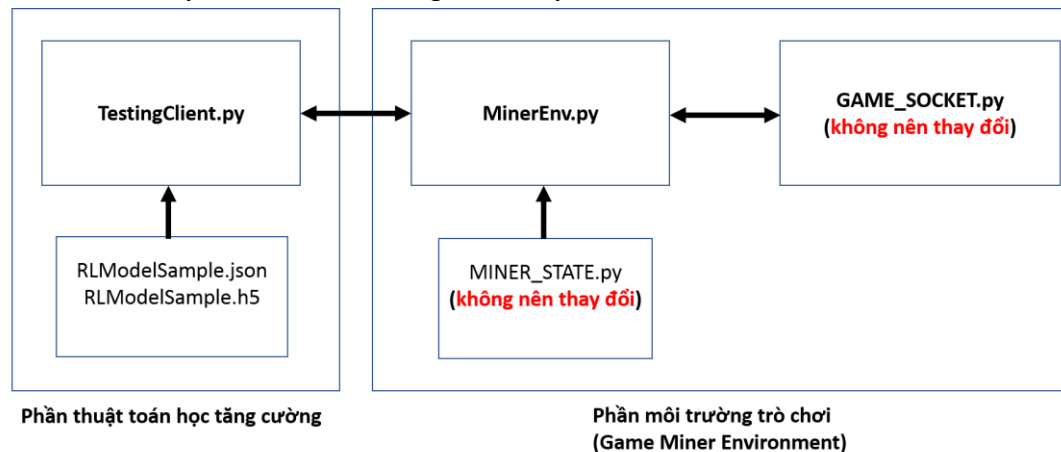 TestingClient.py
RLModelSample.json
RLModelSample.h5
Phần thuật toán học tăng cường
MinerEnv.py
GAME_SOCKET.py
(không nên thay đổi)
MINER_STATE.py
(không nên thay đổi)
Phần môi trường trò chơi
(Game Miner Environment)